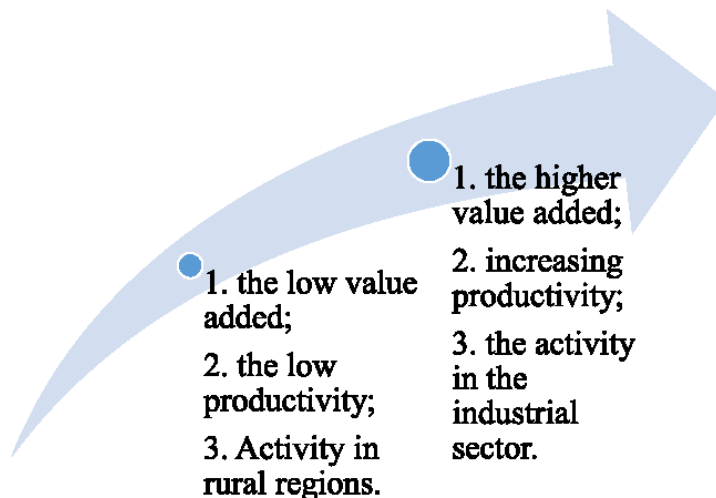 1. the low value
added;
2. the low
productivity;
3. Activity in
rural regions.
1. the higher
value added;
2. increasing
productivity;
3. the activity
in the
industrial
sector.